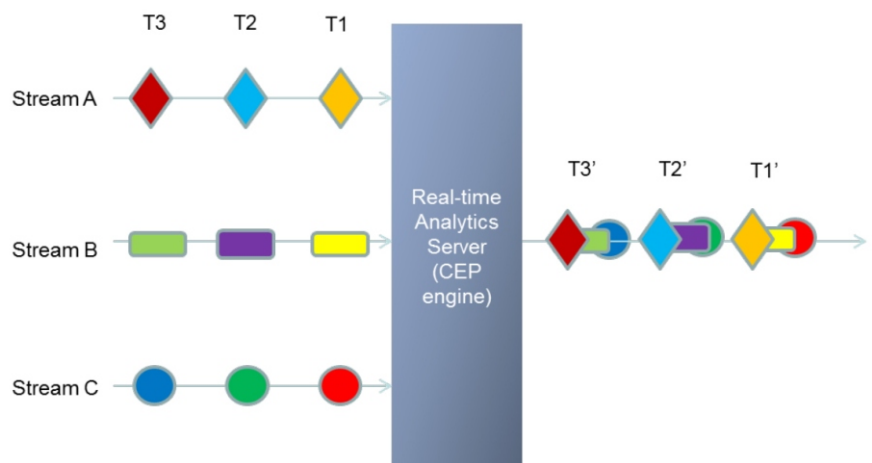 T3 T2 T1
Stream A
T3’ T2’ T1’
Real-time
Analytics
Server
(CEP
engine)
Stream B
Stream C